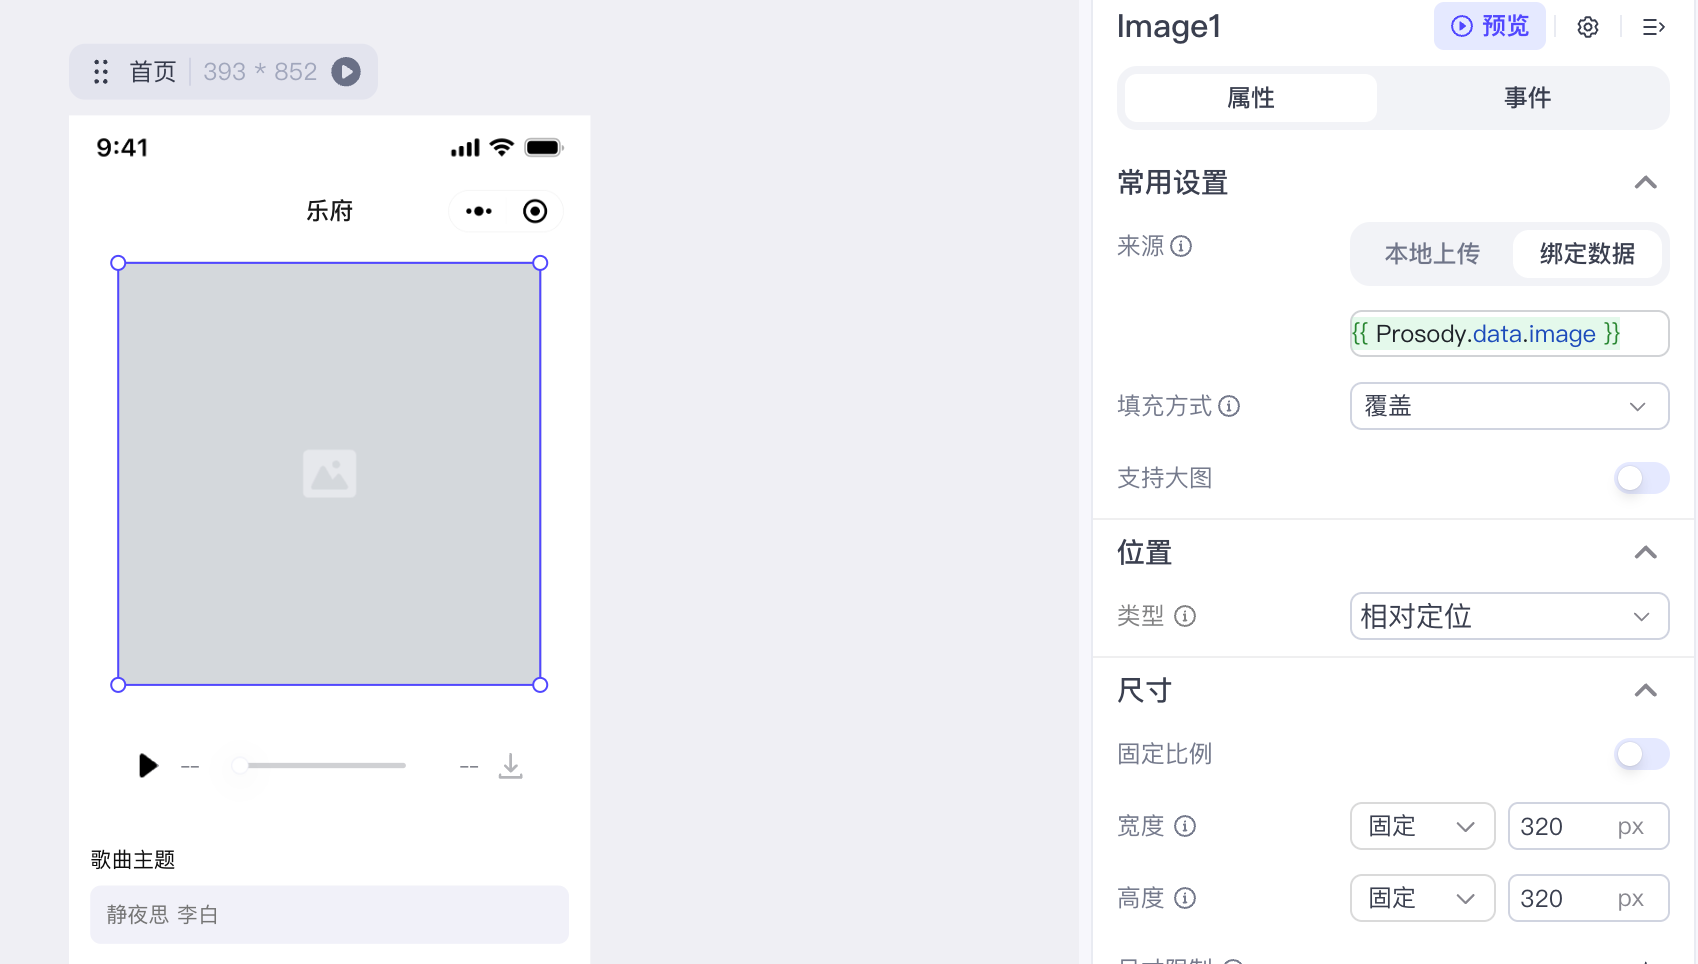 首页 393 * 852
9:41
乐府
--
--
歌曲主题
静夜思 李白
Image1
预览
属性
事件
常用设置
来源
本地上传
绑定数据
{{ Prosody.data.image }}
填充方式
覆盖
支持大图
位置
类型
相对定位
尺寸
固定比例
宽度
固定
320 px
高度
固定
320 px